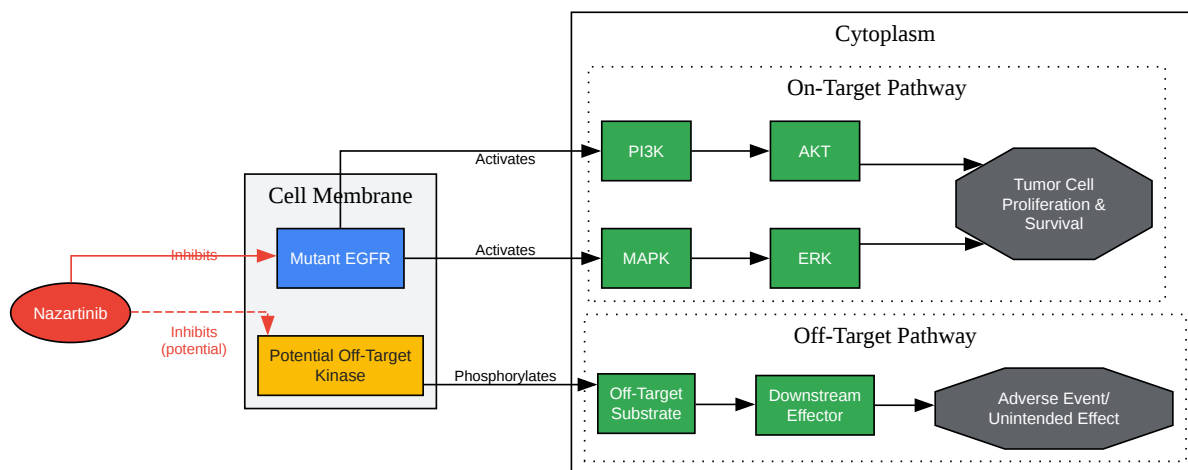 Cytoplasm
On-Target Pathway
PI3K
AKT
Activates
Tumor Cell
Proliferation &
Survival
Cell Membrane
Inhibits
Mutant EGFR
Activates
MAPK
ERK
Nazartinib
Inhibits
(potential)
Off-Target Pathway
Potential Off-Target
Kinase
Phosphorylates
Off-Target
Substrate
Downstream
Effector
Adverse Event/
Unintended Effect